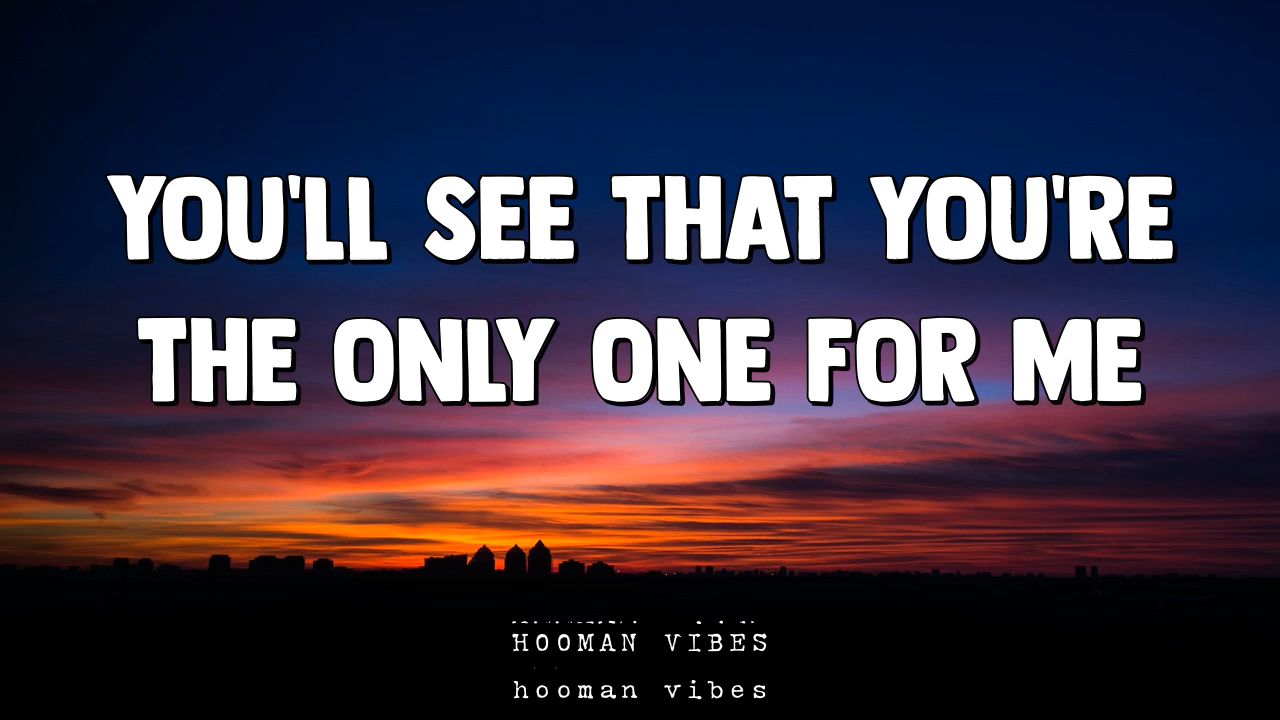 YOU'LL SEE THAT YOU'RE
THE ONLY ONE FOR ME
HOOMAN VIBES
hooman vibes